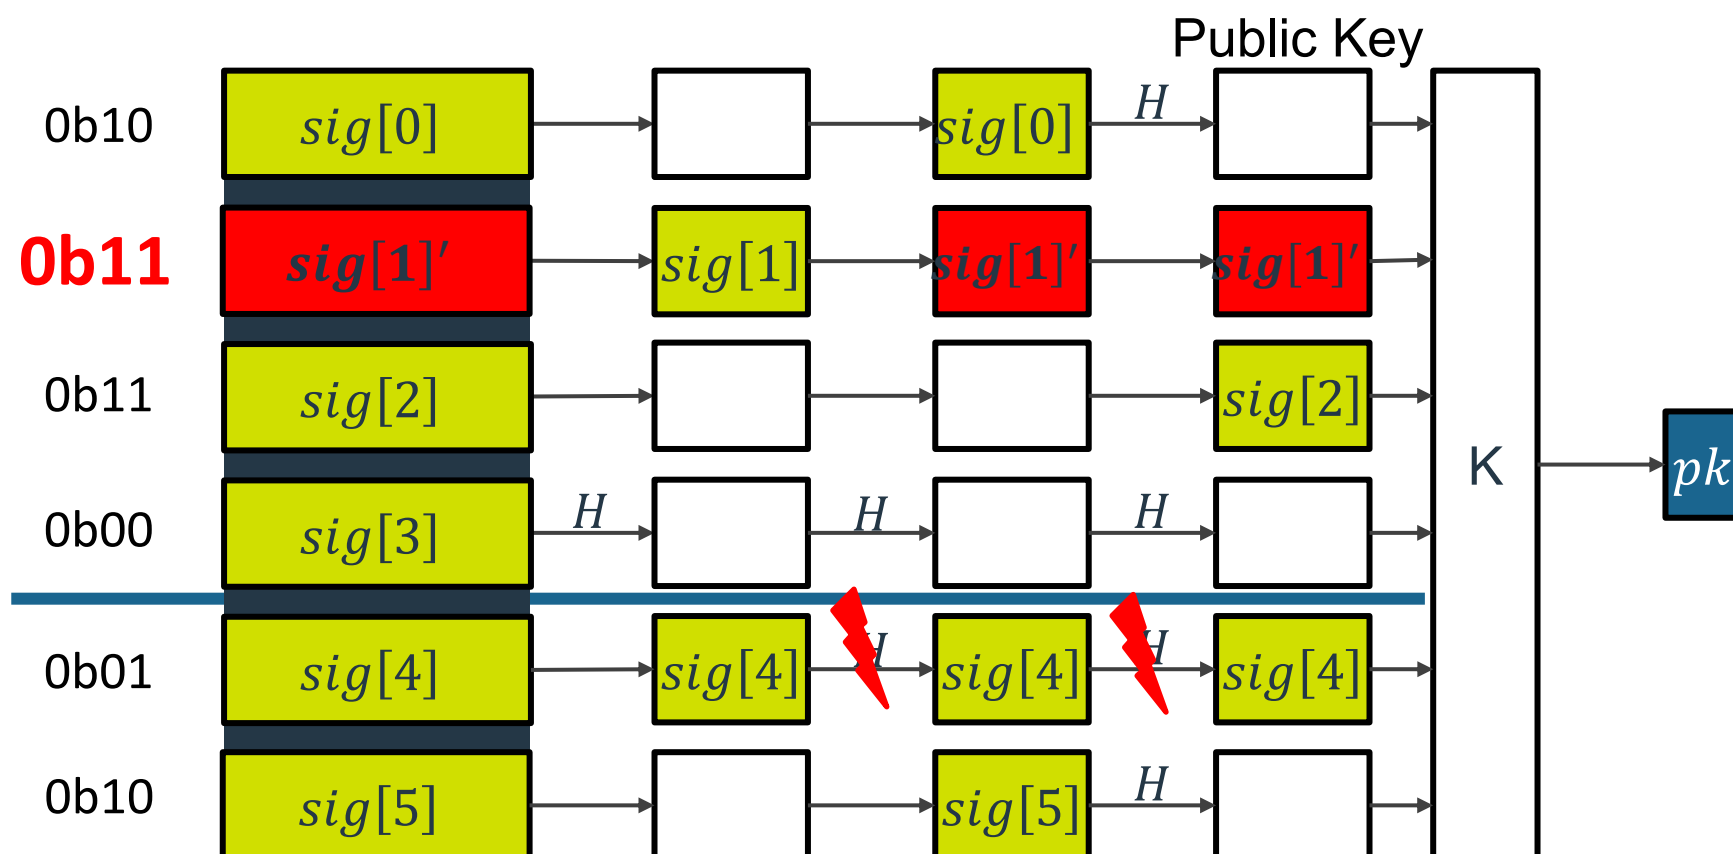 Public Key
0b10 sig[0] sig[0] H
0b11 sig[1]′ sig[1] sig[1]′ sig[1]′
0b11 sig[2] sig[2]
K
pk
0b00 sig[3] H H H
0b01 sig[4] sig[4] H sig[4] H sig[4]
0b10 sig[5] sig[5] H